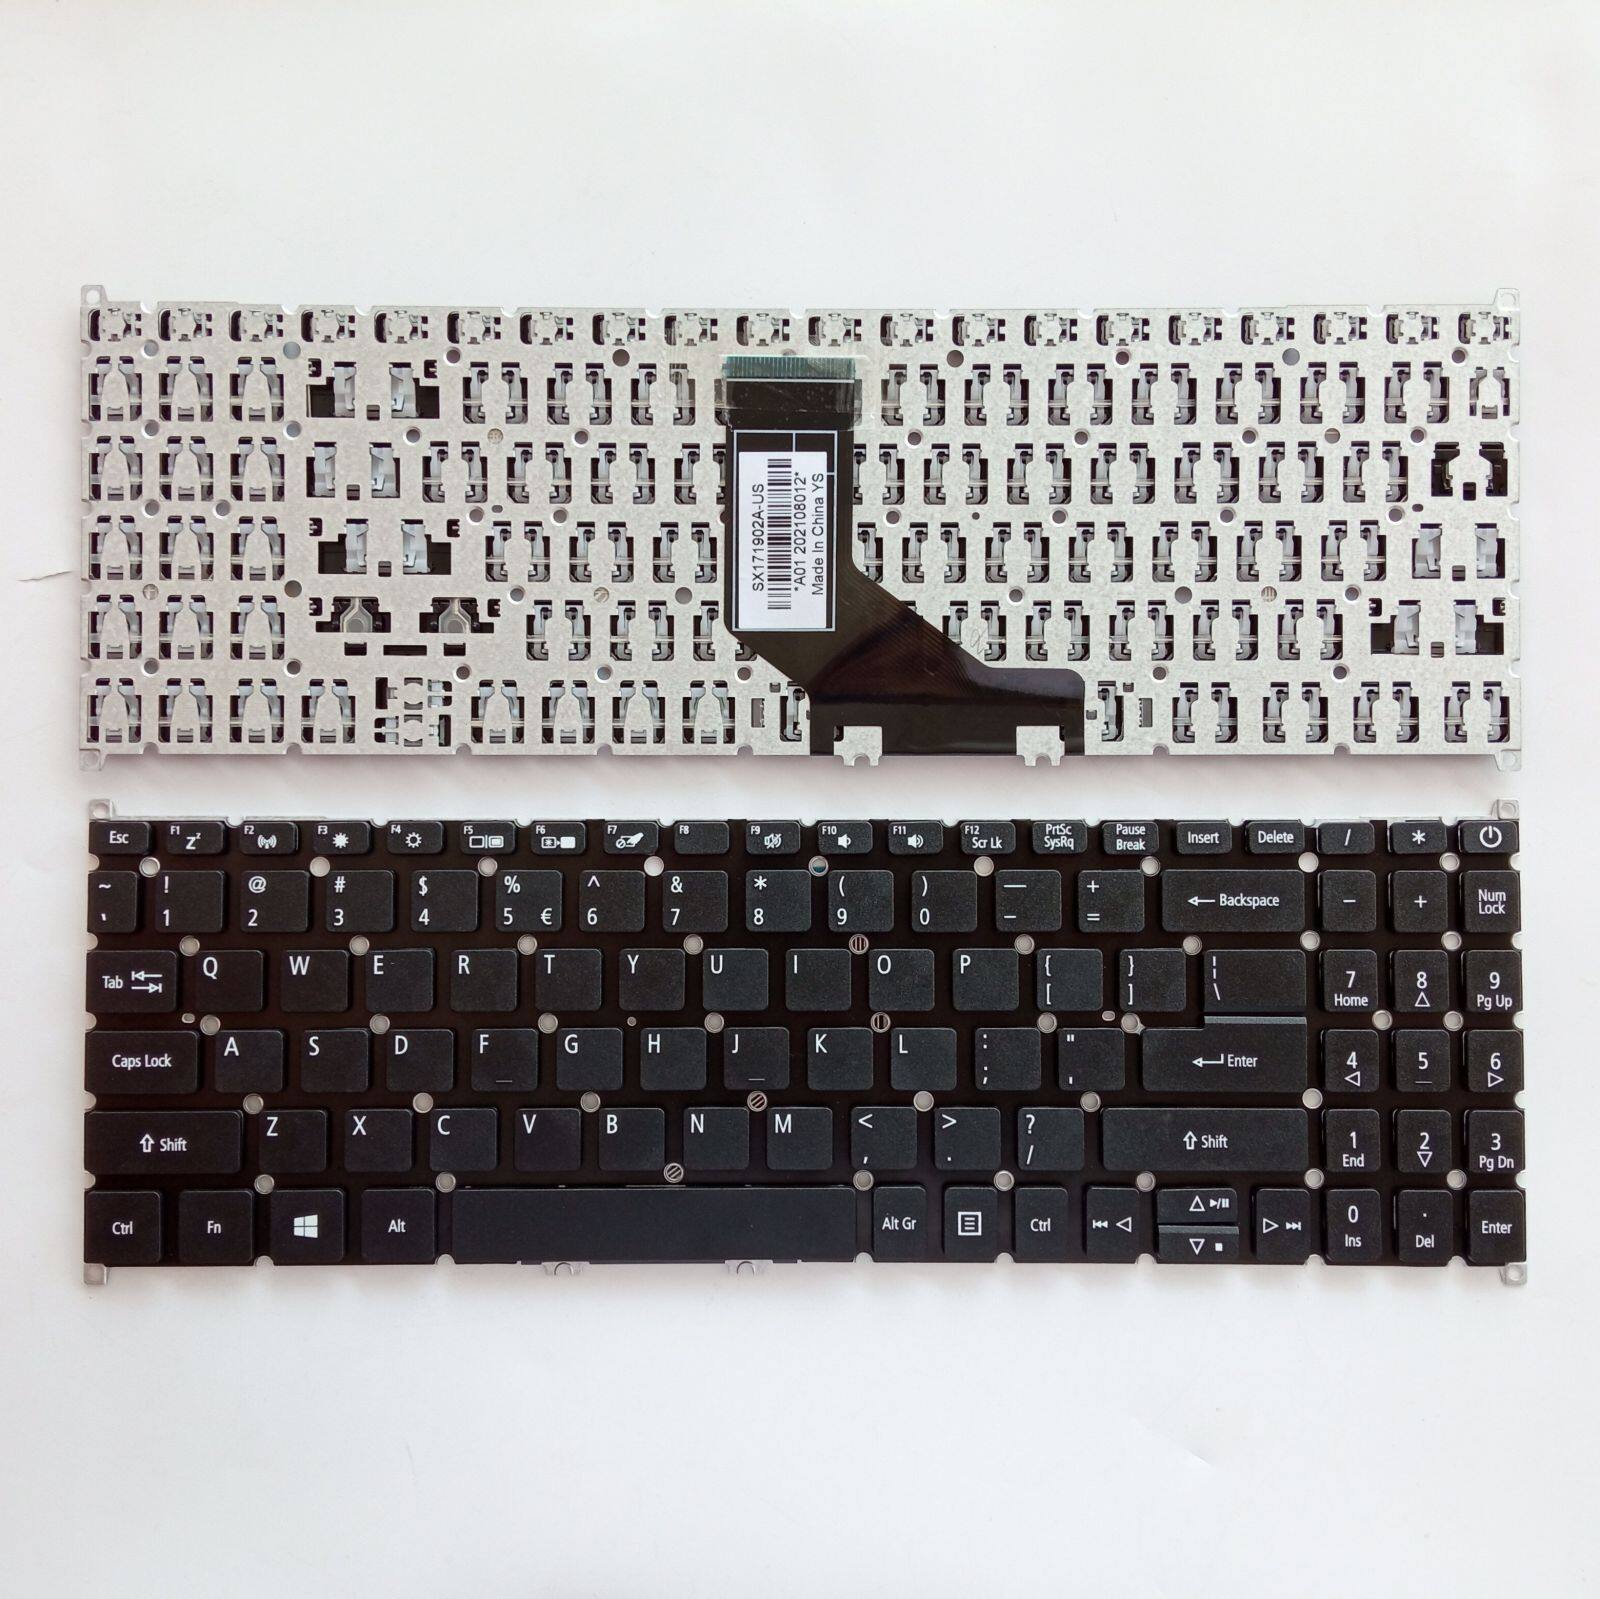 SX171902A-US
*A01 202108012*
Made In China YS
Esc F1 Zz F2 F3 F4 F5 F6 F7 F8 F9 F10 F11 F12 Scr Lk PrtSc SysRq Pause Break Insert Delete / *
~ ` ! 1 @ 2 # 3 $ 4 % 5 € ^ 6 & 7 * 8 ( 9 ) 0 — - + = ← Backspace - + Num Lock
Tab Q W E R T Y U I O P { [ } ] ¦ \ 7 Home 8 △ 9 Pg Up
Caps Lock A S D F _ G H J _ K L : ; " ' ↵ Enter 4 ◁ 5 _ 6 ▷
⇧ Shift Z X C V B N M < , > . ? / ⇧ Shift 1 End 2 ▽ 3 Pg Dn
Ctrl Fn Alt Alt Gr Ctrl ⏮ ◁ △ ▶/II ▽ ■ ▷ ⏭ 0 Ins . Del Enter